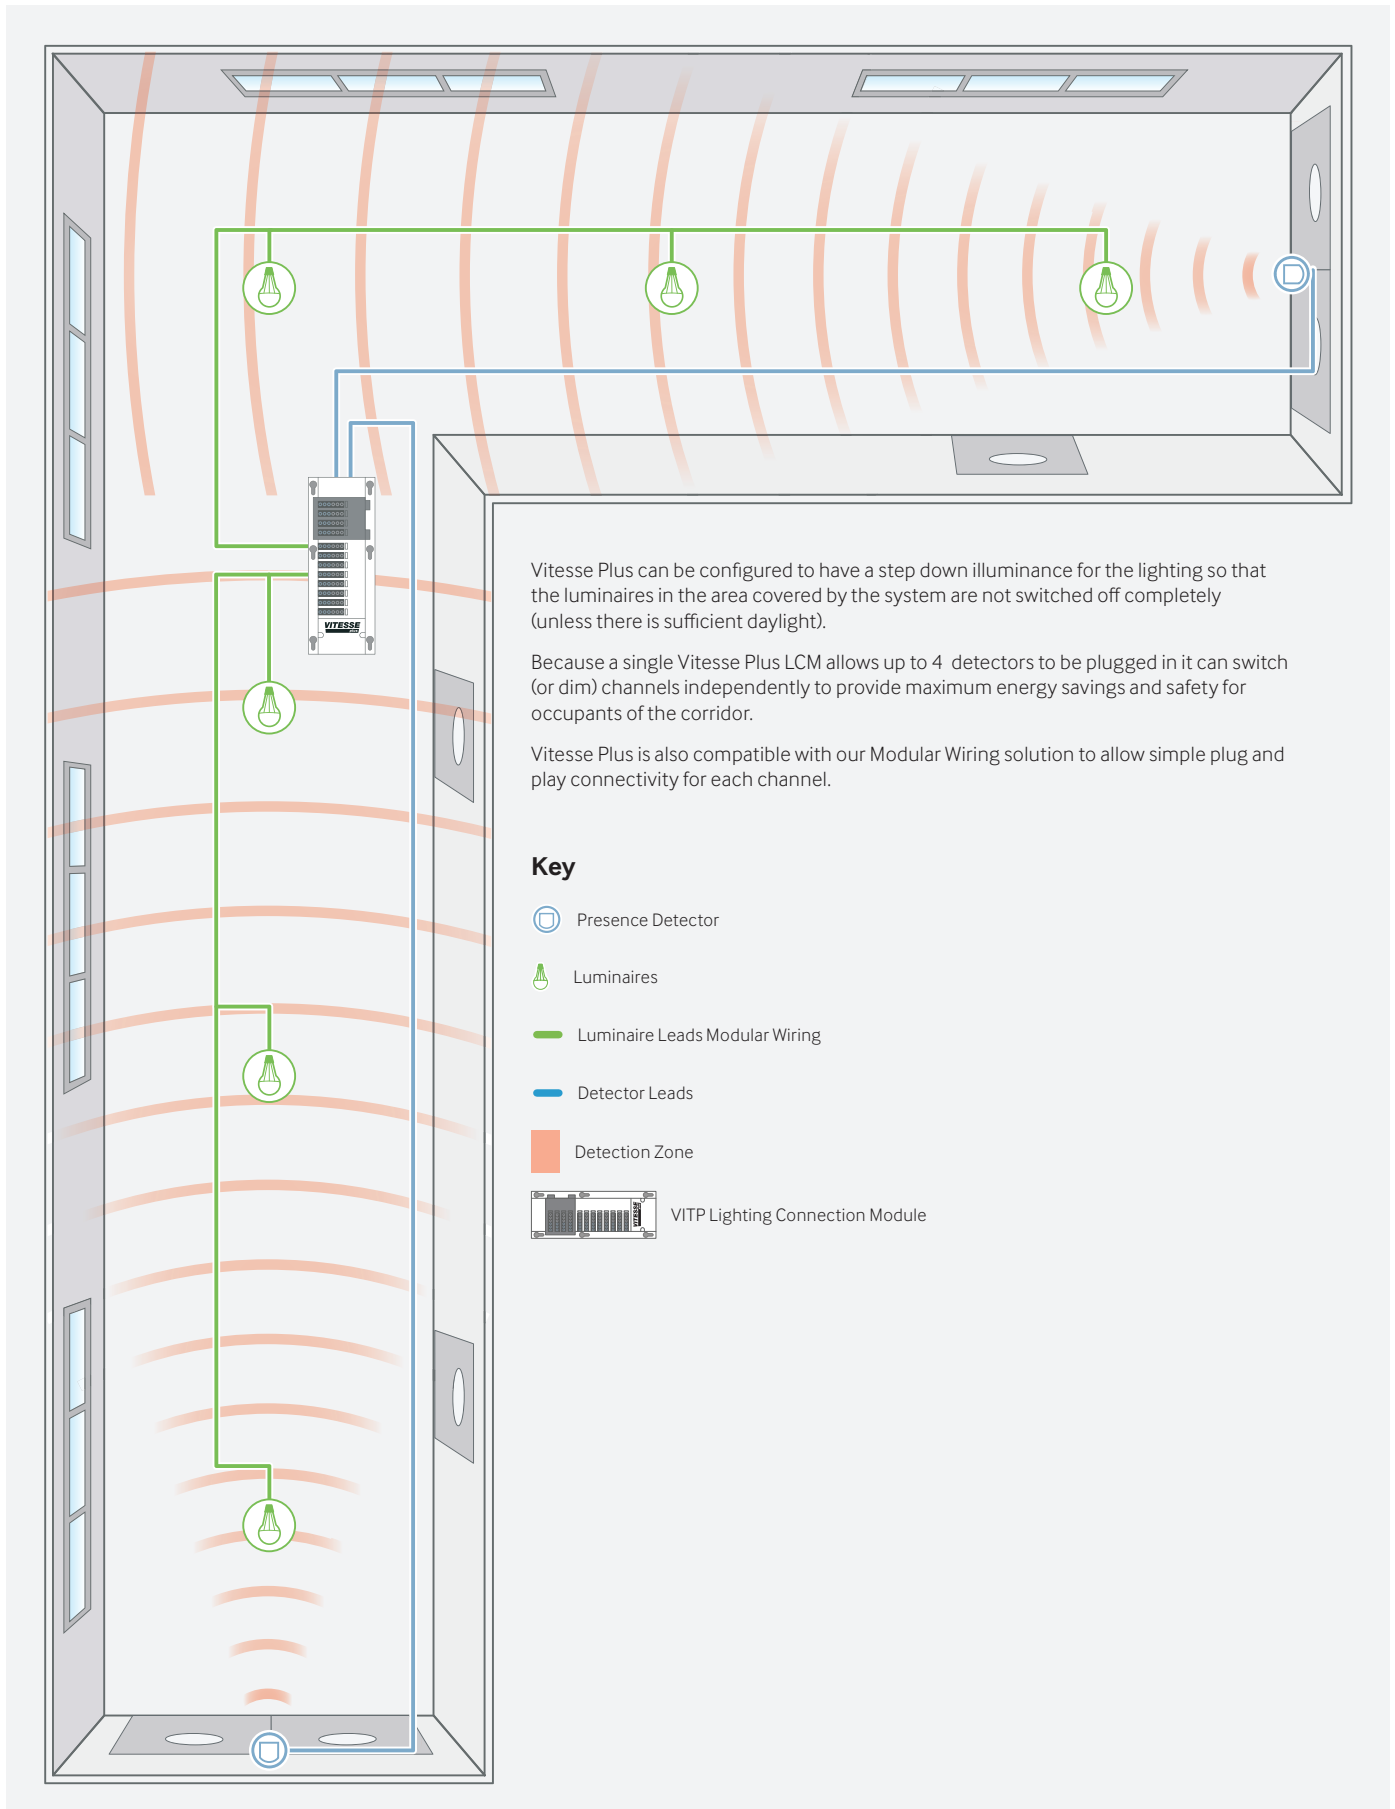 VITESSE
Vitesse Plus can be configured to have a step down illuminance for the lighting so that
the luminaires in the area covered by the system are not switched off completely
(unless there is sufficient daylight).
Because a single Vitesse Plus LCM allows up to 4 detectors to be plugged in it can switch
(or dim) channels independently to provide maximum energy savings and safety for
occupants of the corridor.
Vitesse Plus is also compatible with our Modular Wiring solution to allow simple plug and
play connectivity for each channel.
Key
Presence Detector
Luminaires
Luminaire Leads Modular Wiring
Detector Leads
Detection Zone
VITESSE
VITP Lighting Connection Module